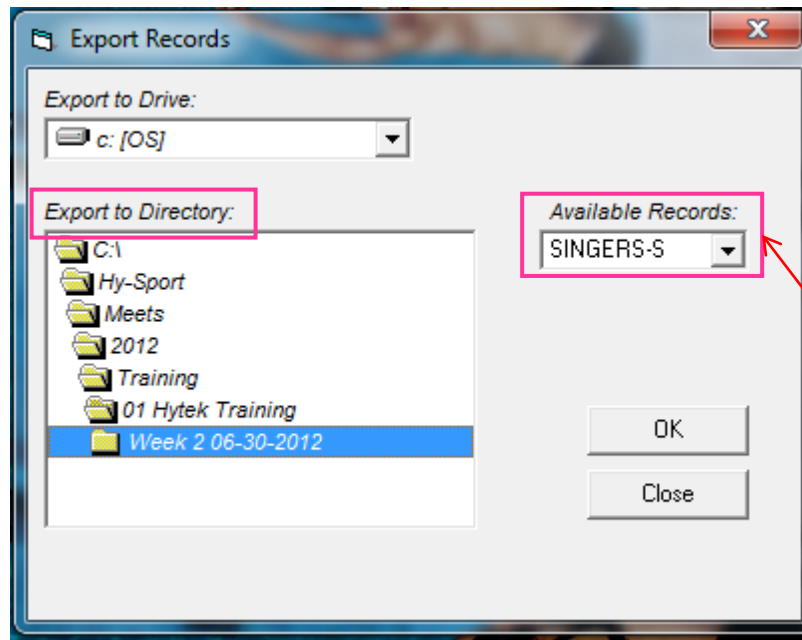 Export Records
Export to Drive:
c: [OS]
Export to Directory:
Available Records:
C:\
SINGERS-S
Hy-Sport
Meets
2012
Training
01 Hytek Training
Week 2 06-30-2012
OK
Close